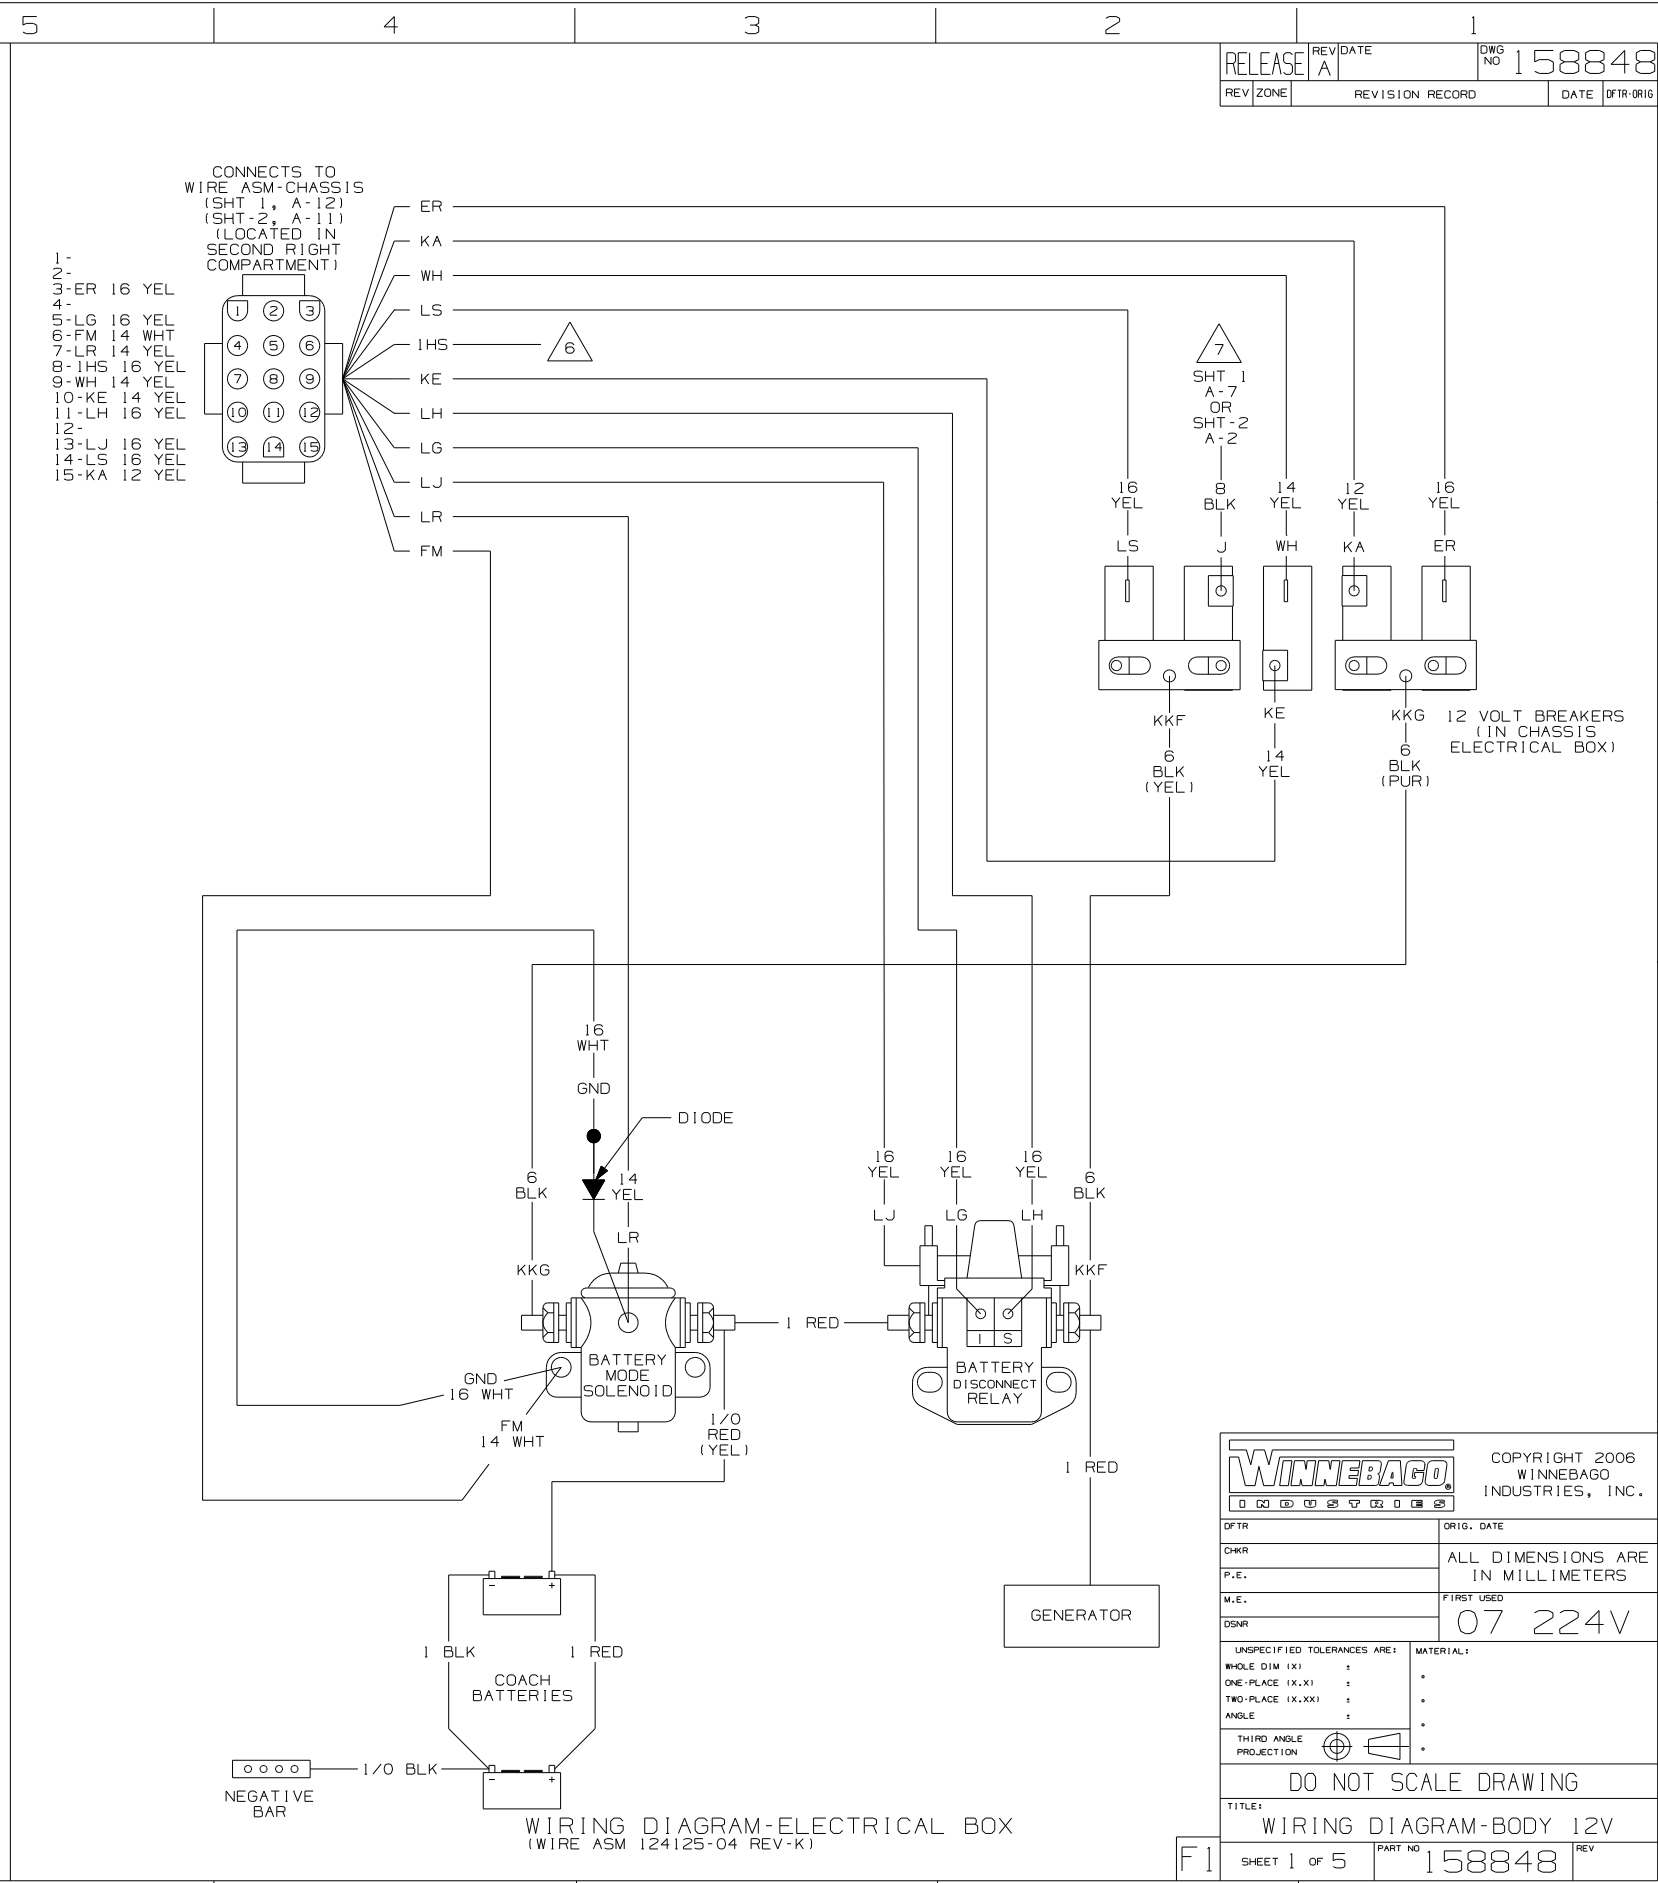 5 4 3 2 1
RELEASE REV A DATE DWG NO 158848
REV ZONE REVISION RECORD DATE DFTR-ORIG
CONNECTS TO
WIRE ASM-CHASSIS
(SHT 1, A-12)
(SHT-2, A-11)
(LOCATED IN
SECOND RIGHT
COMPARTMENT)
1-
2-
3-ER 16 YEL
4-
5-LG 16 YEL
6-FM 14 WHT
7-LR 14 YEL
8-1HS 16 YEL
9-WH 14 YEL
10-KE 14 YEL
11-LH 16 YEL
12-
13-LJ 16 YEL
14-LS 16 YEL
15-KA 12 YEL
1 2 3
4 5 6
7 8 9
10 11 12
13 14 15
ER
KA
WH
LS
1HS
KE
LH
LG
LJ
LR
FM
6
7
SHT 1
A-7
OR
SHT-2
A-2
16
YEL
LS
8
BLK
J
14
YEL
WH
12
YEL
KA
16
YEL
ER
KKF
6
BLK
(YEL)
KE
14
YEL
KKG
6
BLK
(PUR)
12 VOLT BREAKERS
(IN CHASSIS
ELECTRICAL BOX)
16
WHT
GND
DIODE
6
BLK
KKG
14
YEL
LR
16
YEL
LJ
16
YEL
LG
16
YEL
LH
6
BLK
KKF
1 RED
I S
BATTERY
MODE
SOLENOID
BATTERY
DISCONNECT
RELAY
GND
16 WHT
FM
14 WHT
1/0
RED
(YEL)
1 RED
GENERATOR
- +
1 BLK
1 RED
COACH
BATTERIES
1/0 BLK
- +
NEGATIVE
BAR
WIRING DIAGRAM-ELECTRICAL BOX
(WIRE ASM 124125-04 REV-K)
WINNEBAGO®
INDUSTRIES
COPYRIGHT 2006
WINNEBAGO
INDUSTRIES, INC.
DFTR
ORIG. DATE
CHKR
ALL DIMENSIONS ARE
IN MILLIMETERS
P.E.
M.E.
FIRST USED
07 224V
DSNR
UNSPECIFIED TOLERANCES ARE:
WHOLE DIM (X) ±
ONE-PLACE (X.X) ±
TWO-PLACE (X.XX) ±
ANGLE ±
MATERIAL:
THIRD ANGLE
PROJECTION
DO NOT SCALE DRAWING
TITLE:
WIRING DIAGRAM-BODY 12V
F1
SHEET 1 OF 5
PART NO 158848
REV